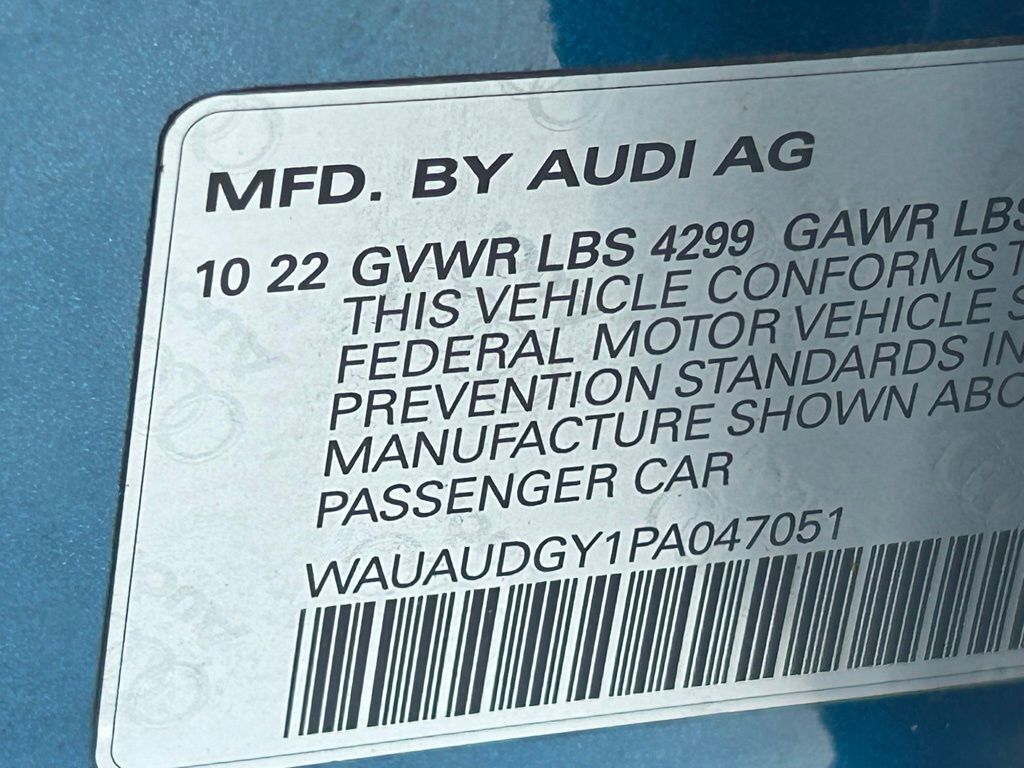 MFD. BY AUDI AG
10 22 GVWR LBS 4299 GAWR LBS
THIS VEHICLE CONFORMS T
FEDERAL MOTOR VEHICLE S
PREVENTION STANDARDS IN
MANUFACTURE SHOWN ABO
PASSENGER CAR
WAUAUDGY1PA047051